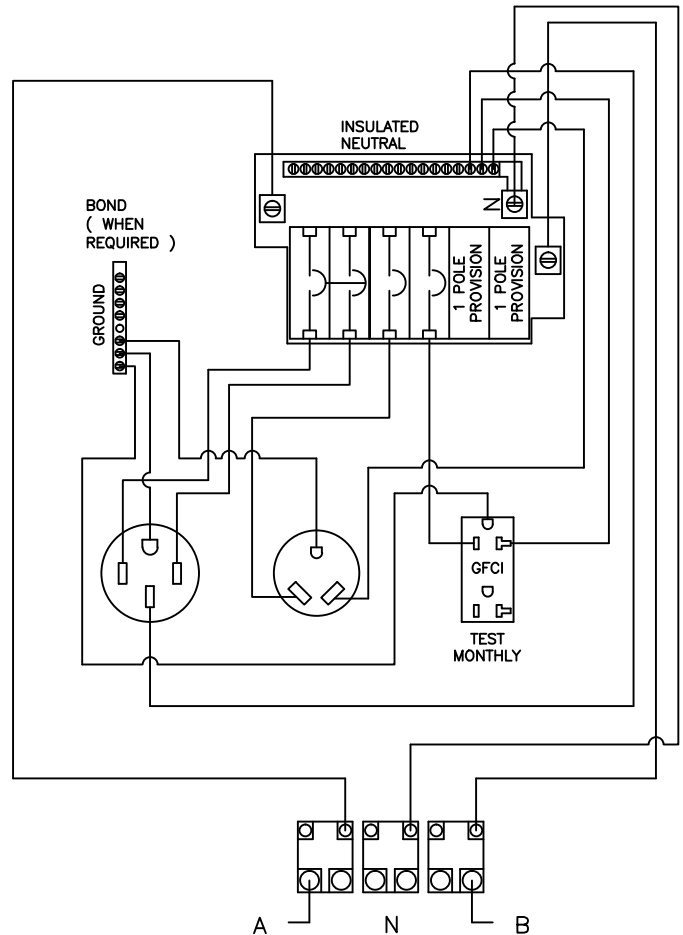 INSULATED
NEUTRAL
BOND
( WHEN
REQUIRED )
N
GROUND
1 POLE
PROVISION
1 POLE
PROVISION
GFCI
TEST
MONTHLY
A
N
B